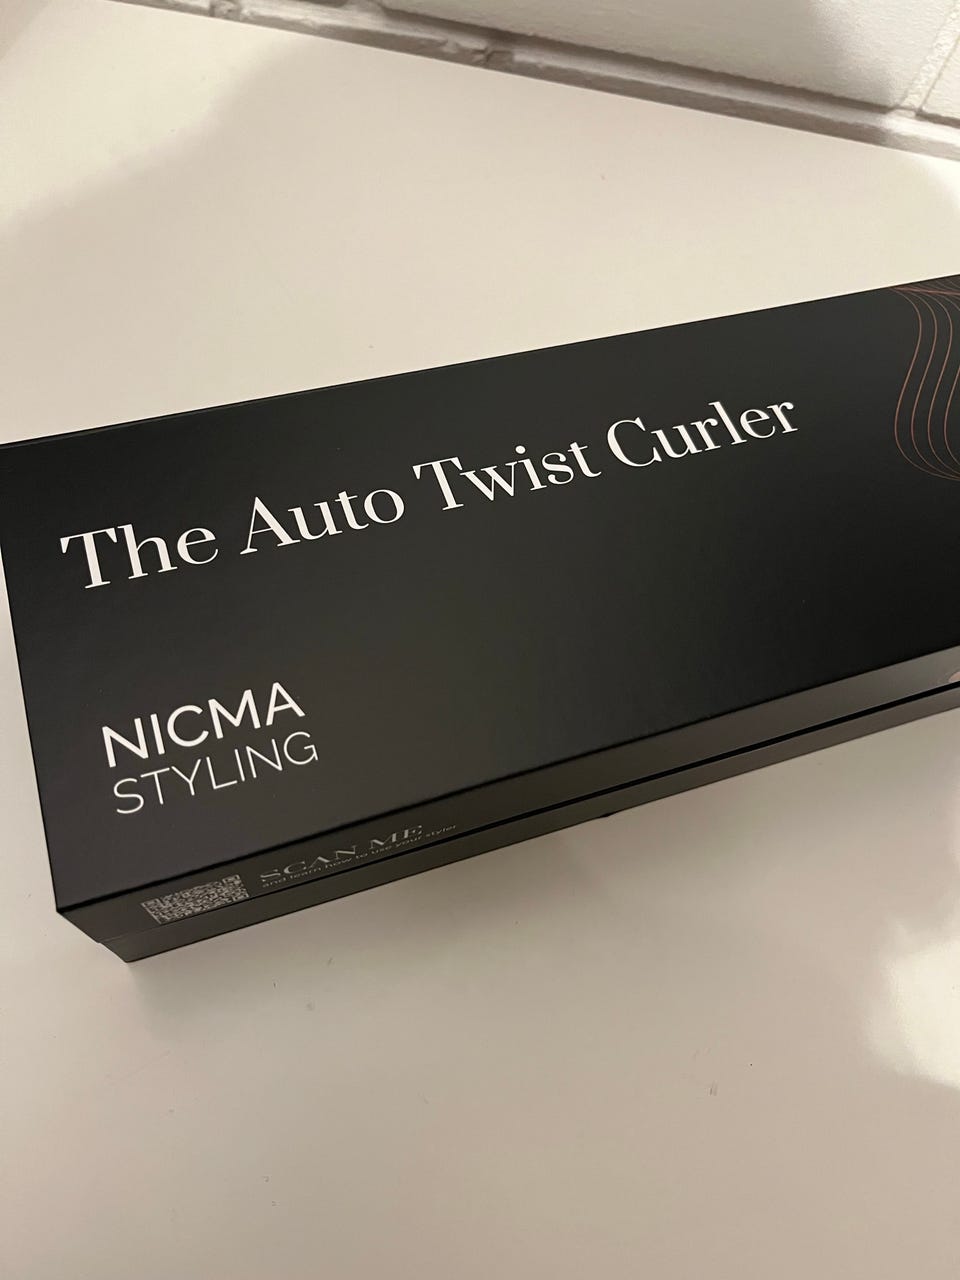 The Auto Twist Curler
NICMA
STYLING
SCAN ME
and learn how to use your styler